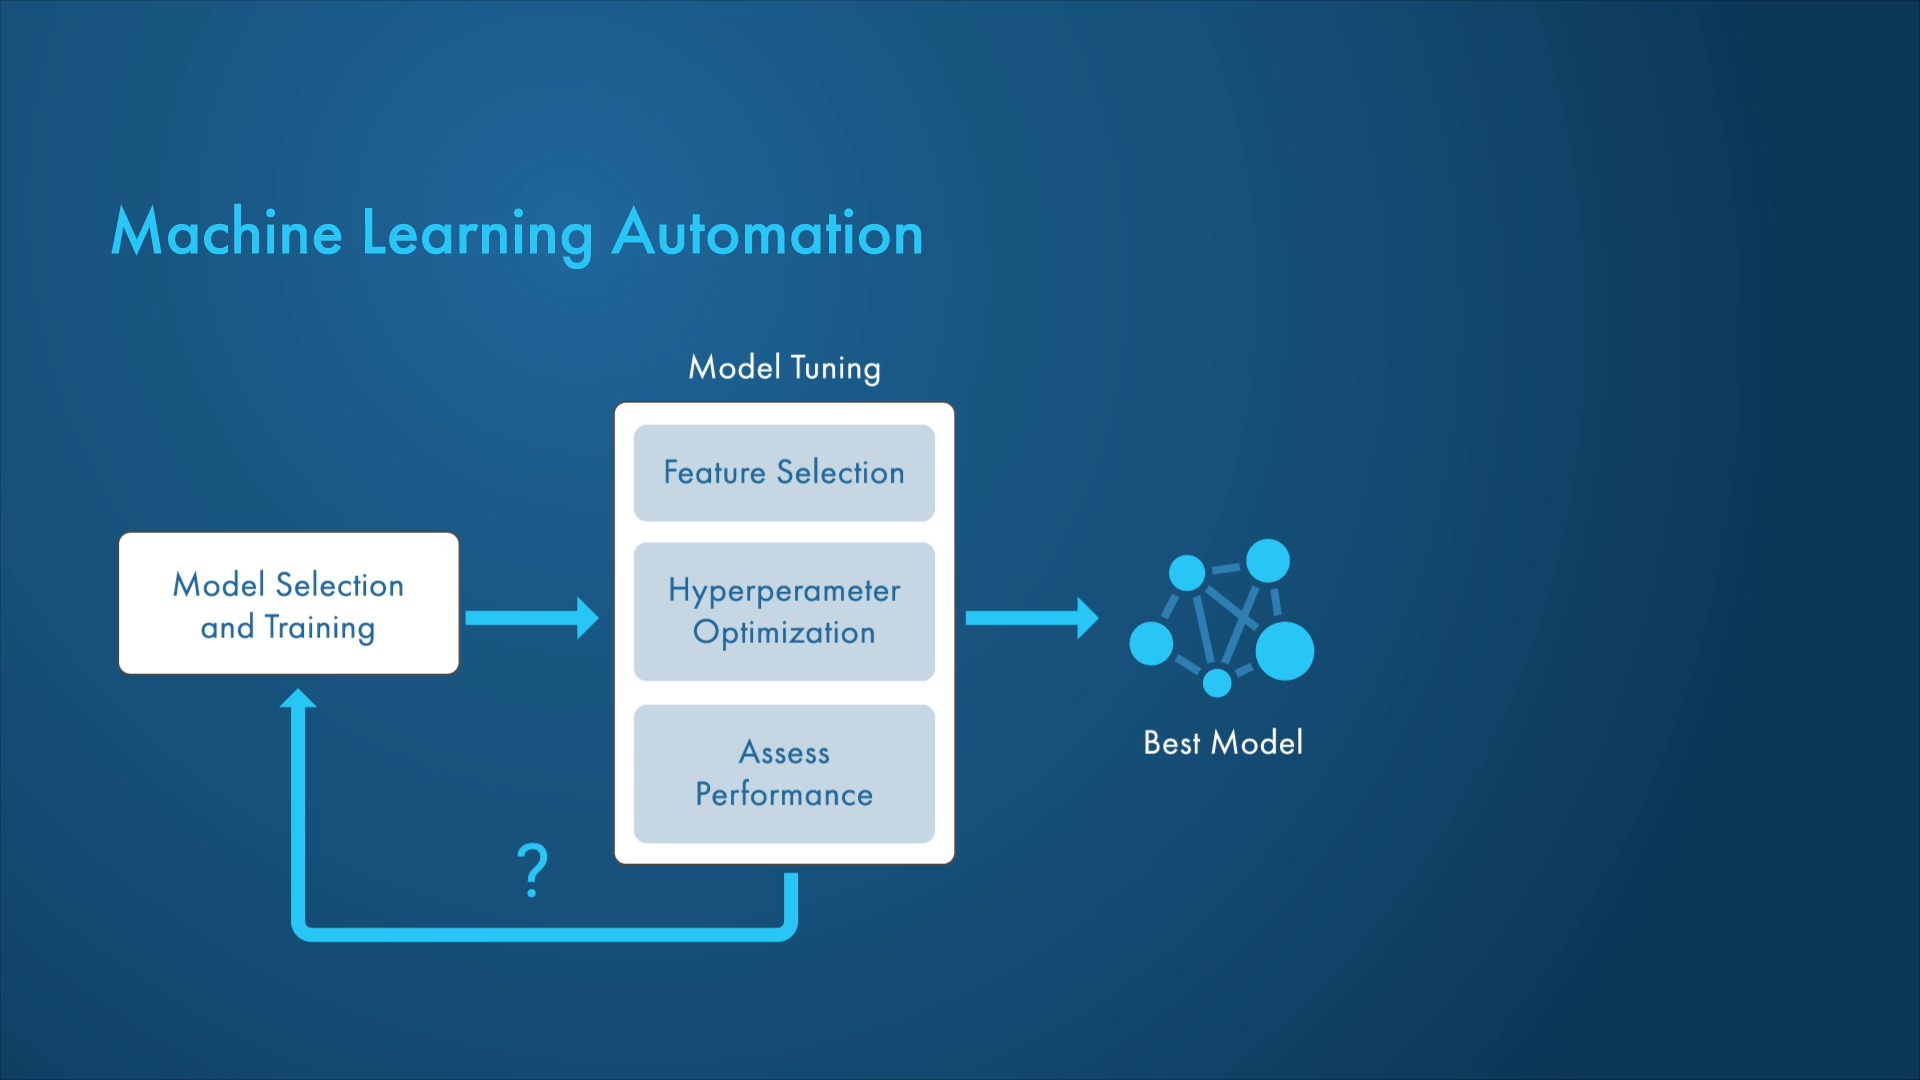 Machine Learning Automation
Model Tuning
Feature Selection
Model Selection
and Training
Hyperperameter
Optimization
Assess
Performance
?
Best Model